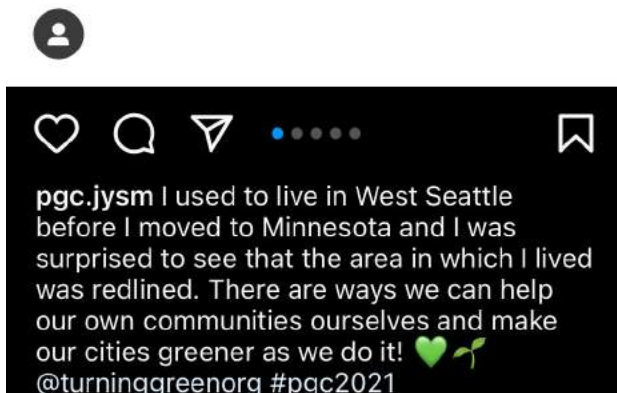 pgc.jysm I used to live in West Seattle
before I moved to Minnesota and I was
surprised to see that the area in which I lived
was redlined. There are ways we can help
our own communities ourselves and make
our cities greener as we do it! 💚🌱
@turninggreenorg #pgc2021